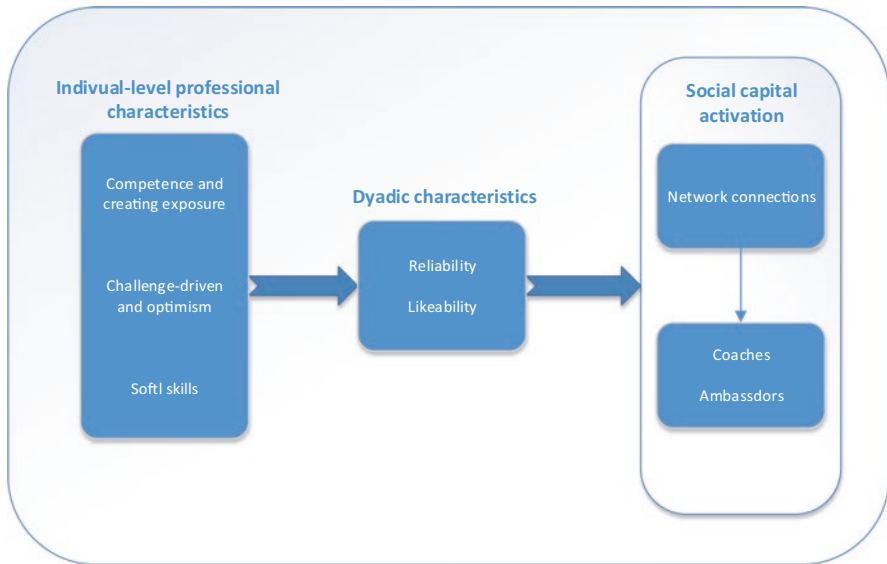 Indivual-level professional
characteristics
Competence and
creating exposure
Challenge-driven
and optimism
Softl skills
Dyadic characteristics
Reliability
Likeability
Social capital
activation
Network connections
Coaches
Ambassdors